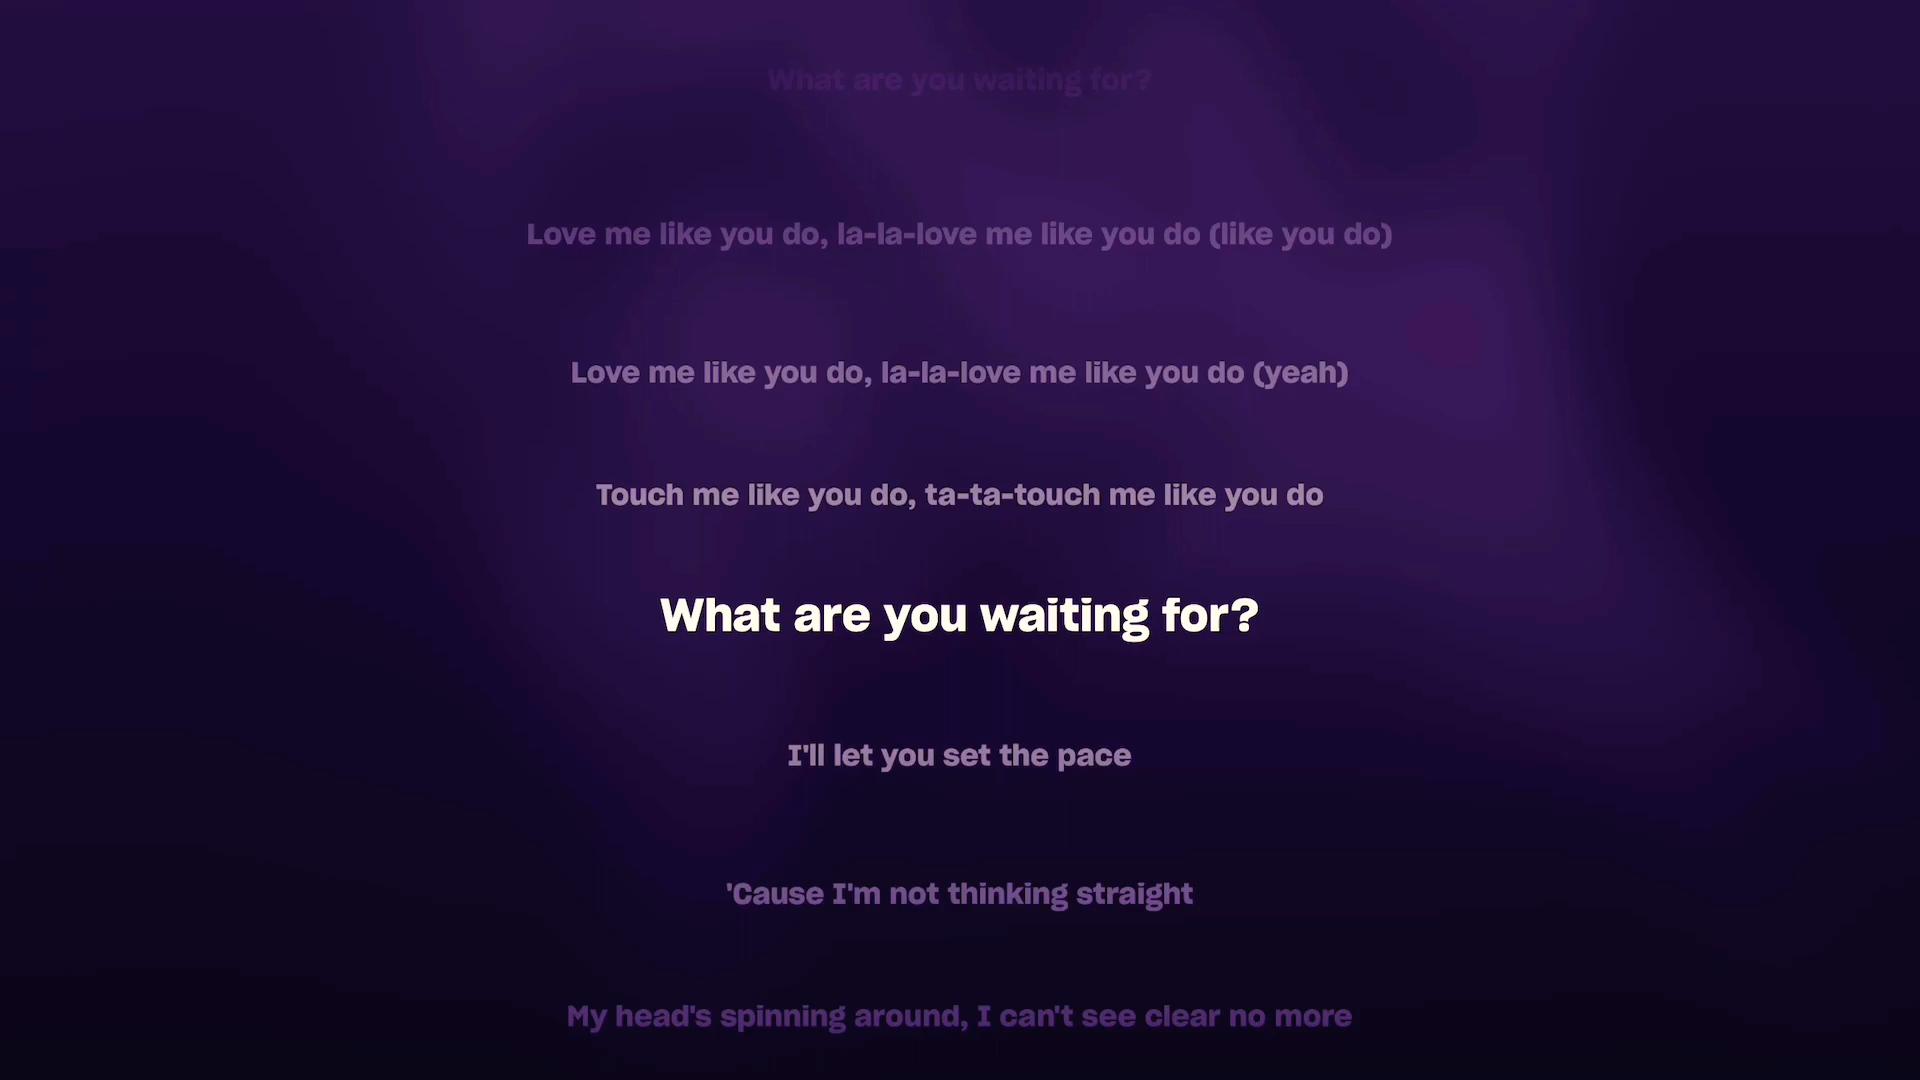 What are you waiting for?
Love me like you do, la-la-love me like you do (like you do)
Love me like you do, la-la-love me like you do (yeah)
Touch me like you do, ta-ta-touch me like you do
What are you waiting for?
I'll let you set the pace
'Cause I'm not thinking straight
My head's spinning around, I can't see clear no more